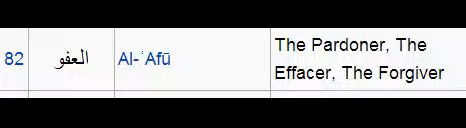 82 العفو Al-ʿAfū The Pardoner, The
Effacer, The Forgiver